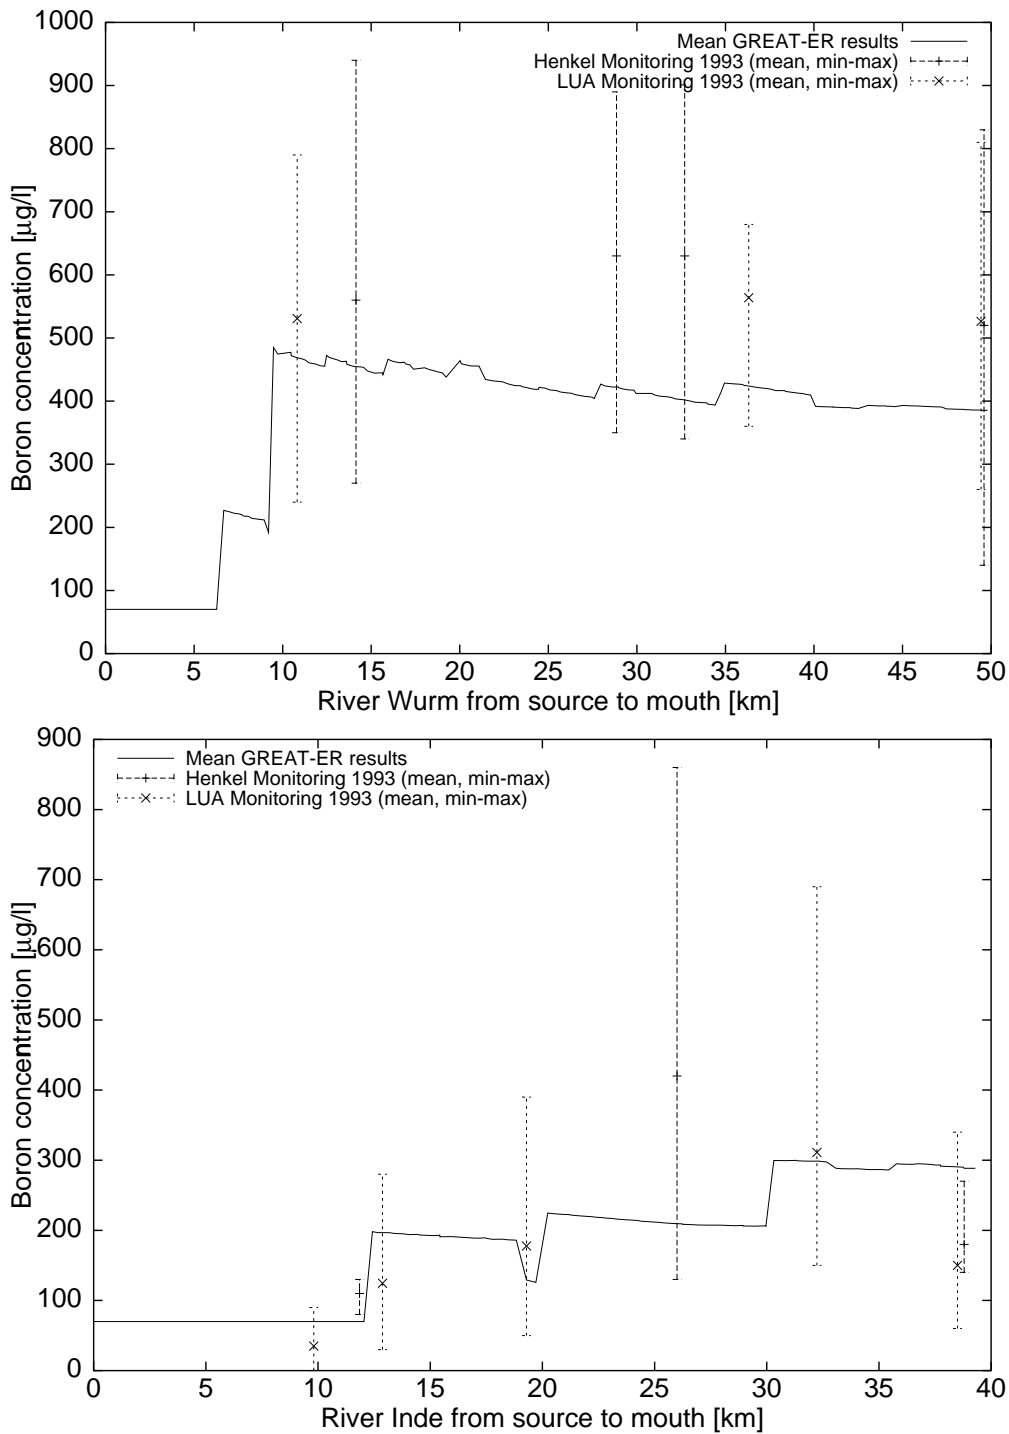 1000
900
800
700
600
500
400
300
200
100
0
Boron concentration [µg/l]
Mean GREAT-ER results
Henkel Monitoring 1993 (mean, min-max)
LUA Monitoring 1993 (mean, min-max)
0 5 10 15 20 25 30 35 40 45 50
River Wurm from source to mouth [km]
900
800
700
600
500
400
300
200
100
0
Boron concentration [µg/l]
Mean GREAT-ER results
Henkel Monitoring 1993 (mean, min-max)
LUA Monitoring 1993 (mean, min-max)
0 5 10 15 20 25 30 35 40
River Inde from source to mouth [km]